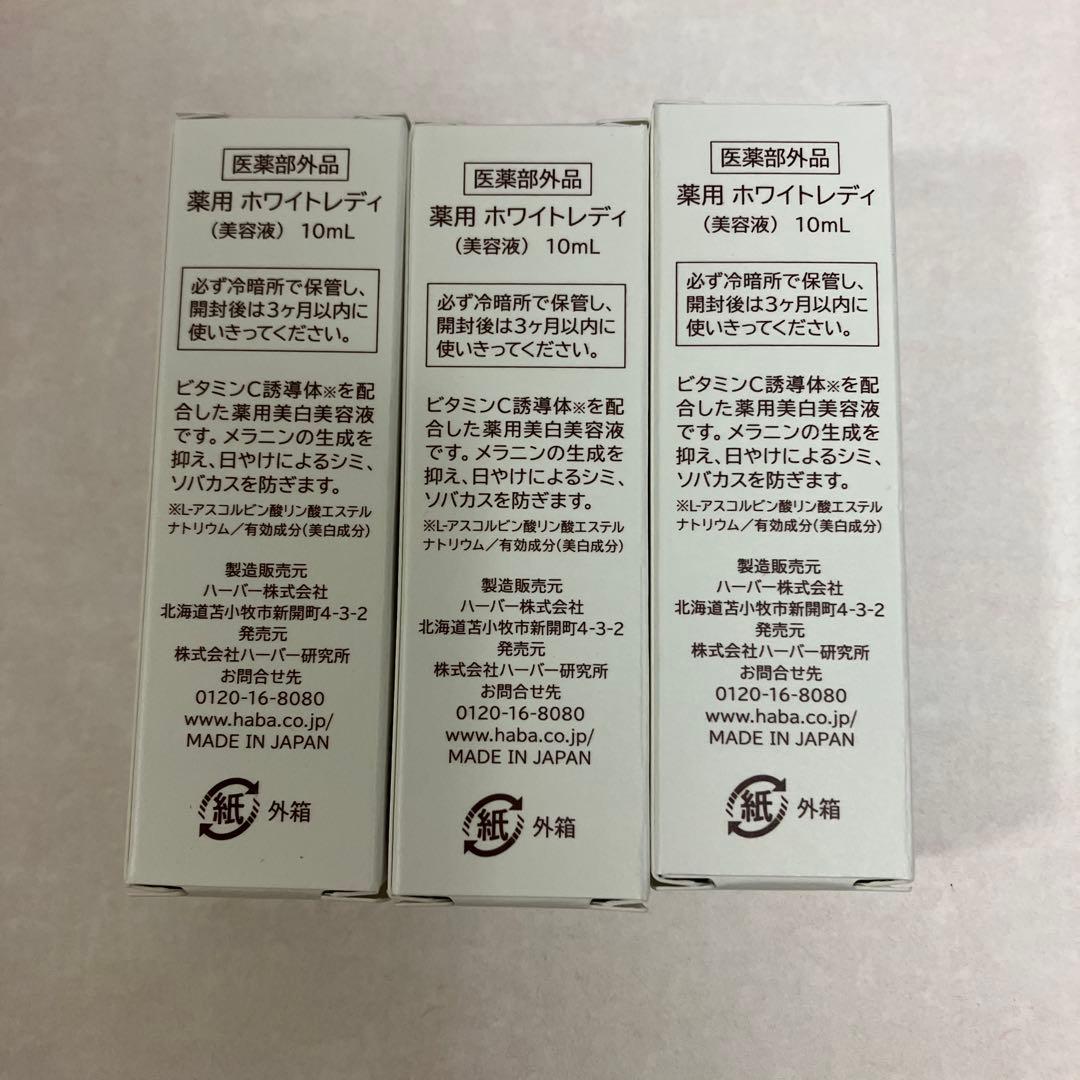 医薬部外品
薬用 ホワイトレディ
（美容液） 10mL
必ず冷暗所で保管し、
開封後は3ヶ月以内に
使いきってください。
ビタミンC誘導体※を配
合した薬用美白美容液
です。メラニンの生成を
抑え、日やけによるシミ、
ソバカスを防ぎます。
※L-アスコルビン酸リン酸エステル
ナトリウム／有効成分（美白成分）
製造販売元
ハーバー株式会社
北海道苫小牧市新開町4-3-2
発売元
株式会社ハーバー研究所
お問合せ先
0120-16-8080
www.haba.co.jp/
MADE IN JAPAN
紙 外箱
医薬部外品
薬用 ホワイトレディ
（美容液） 10mL
必ず冷暗所で保管し、
開封後は3ヶ月以内に
使いきってください。
ビタミンC誘導体※を配
合した薬用美白美容液
です。メラニンの生成を
抑え、日やけによるシミ、
ソバカスを防ぎます。
※L-アスコルビン酸リン酸エステル
ナトリウム／有効成分（美白成分）
製造販売元
ハーバー株式会社
北海道苫小牧市新開町4-3-2
発売元
株式会社ハーバー研究所
お問合せ先
0120-16-8080
www.haba.co.jp/
MADE IN JAPAN
紙 外箱
医薬部外品
薬用 ホワイトレディ
（美容液） 10mL
必ず冷暗所で保管し、
開封後は3ヶ月以内に
使いきってください。
ビタミンC誘導体※を配
合した薬用美白美容液
です。メラニンの生成を
抑え、日やけによるシミ、
ソバカスを防ぎます。
※L-アスコルビン酸リン酸エステル
ナトリウム／有効成分（美白成分）
製造販売元
ハーバー株式会社
北海道苫小牧市新開町4-3-2
発売元
株式会社ハーバー研究所
お問合せ先
0120-16-8080
www.haba.co.jp/
MADE IN JAPAN
紙 外箱